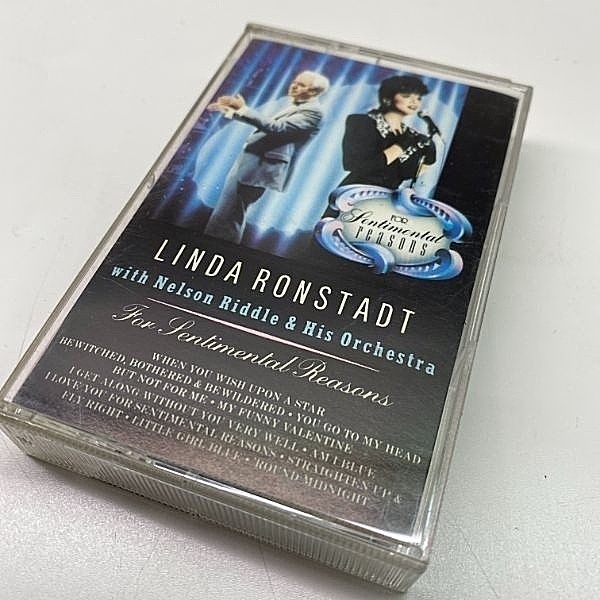 FOR
Sentimental
REASONS
LINDA RONSTADT
with Nelson Riddle & His Orchestra
For Sentimental Reasons
WHEN YOU WISH UPON A STAR
BEWITCHED, BOTHERED & BEWILDERED · YOU GO TO MY HEAD
BUT NOT FOR ME · MY FUNNY VALENTINE
I GET ALONG WITHOUT YOU VERY WELL · AM I BLUE
I LOVE YOU FOR SENTIMENTAL REASONS · STRAIGHTEN UP &
FLY RIGHT · LITTLE GIRL BLUE · 'ROUND MIDNIGHT